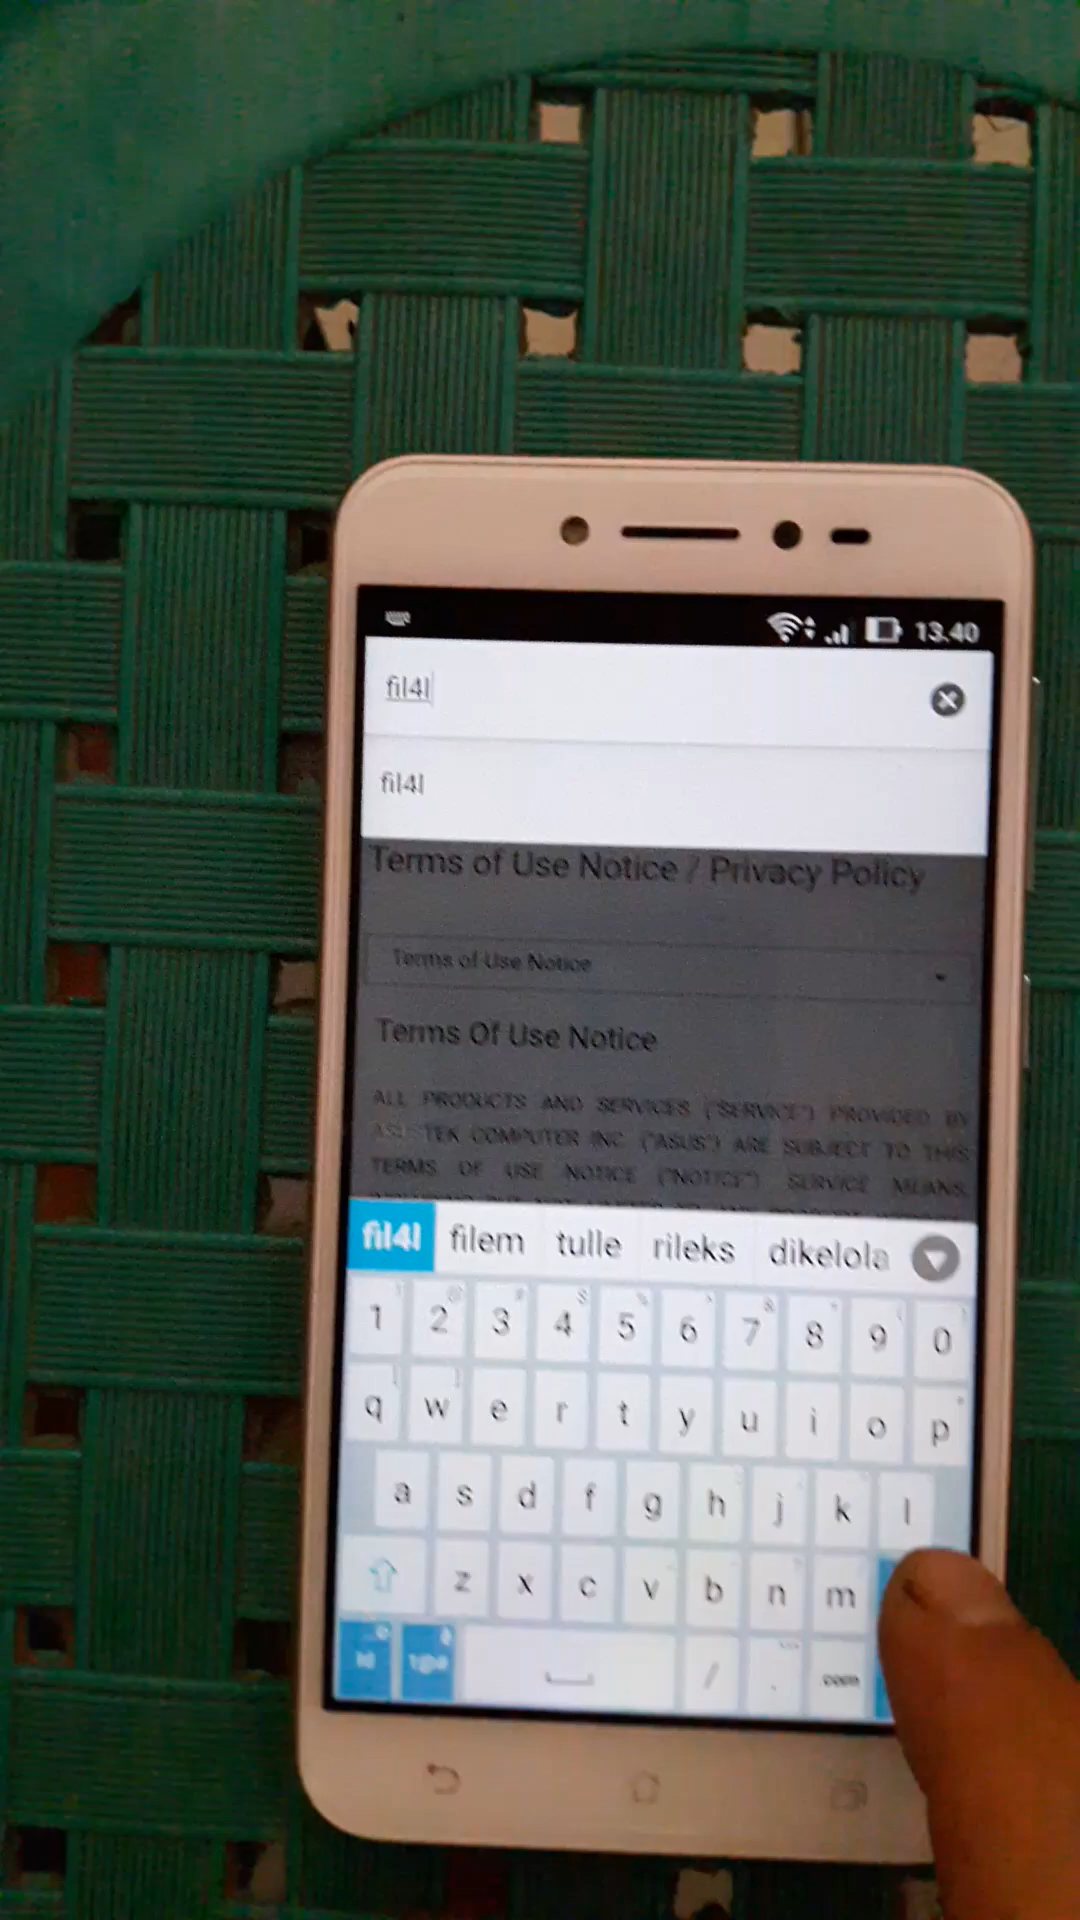 13.40
fil4l
fil4l
Terms of Use Notice / Privacy Policy
Terms of Use Notice
Terms Of Use Notice
ALL PRODUCTS AND SERVICES ("SERVICE") PROVIDED BY
ASUSTEK COMPUTER INC. ("ASUS") ARE SUBJECT TO THIS
TERMS OF USE NOTICE ("NOTICE"). SERVICE MEANS,
fil4l filem tulle rileks dikelola
1 2 3 4 5 6 7 8 9 0
q w e r t y u i o p
a s d f g h j k l
z x c v b n m
/ . .com